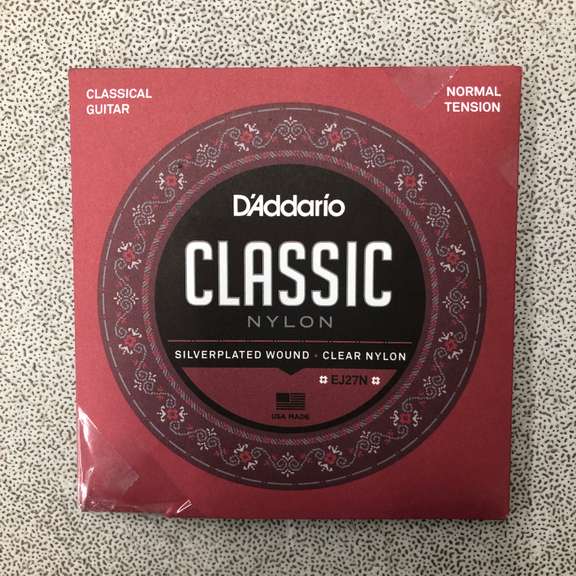 CLASSICAL
GUITAR
NORMAL
TENSION
D'Addario
CLASSIC
NYLON
SILVERPLATED WOUND · CLEAR NYLON
EJ27N
USA MADE